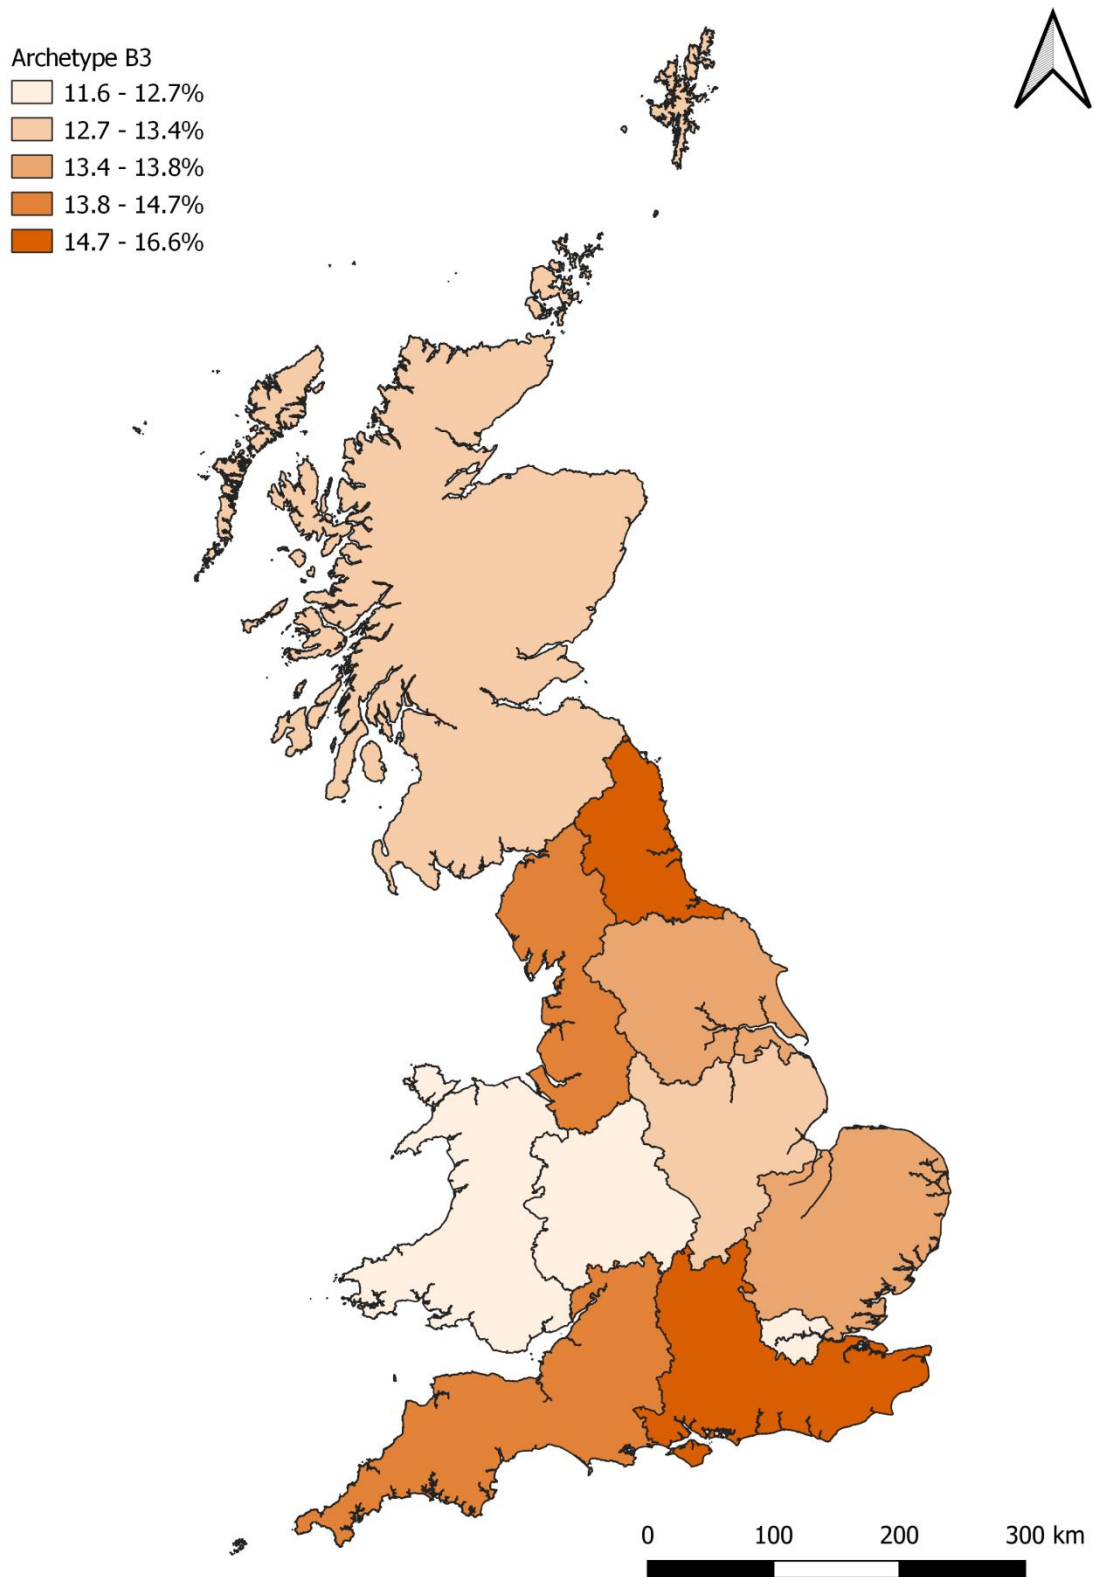 Archetype B3
11.6 - 12.7%
12.7 - 13.4%
13.4 - 13.8%
13.8 - 14.7%
14.7 - 16.6%
0 100 200 300 km